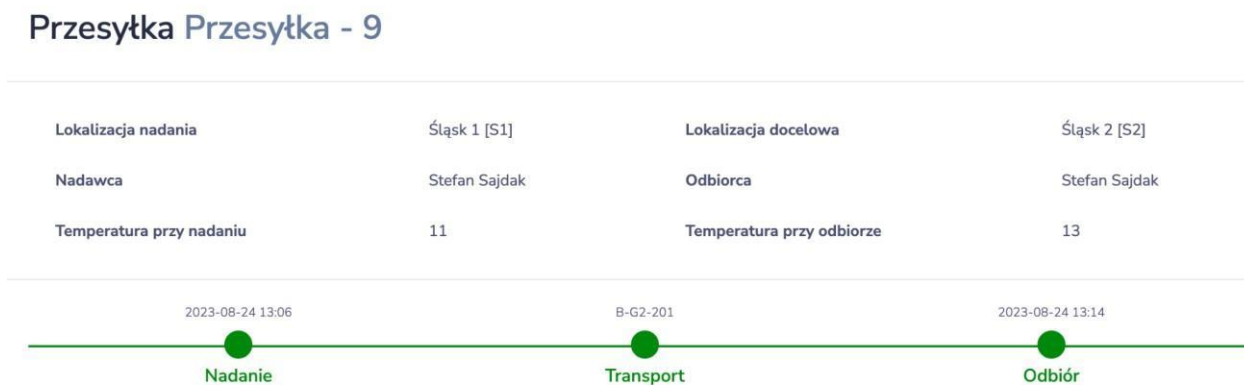 Przesyłka Przesyłka - 9
Lokalizacja nadania Śląsk 1 [S1] Lokalizacja docelowa Śląsk 2 [S2]
Nadawca Stefan Sajdak Odbiorca Stefan Sajdak
Temperatura przy nadaniu 11 Temperatura przy odbiorze 13
2023-08-24 13:06 B-G2-201 2023-08-24 13:14
Nadanie Transport Odbiór